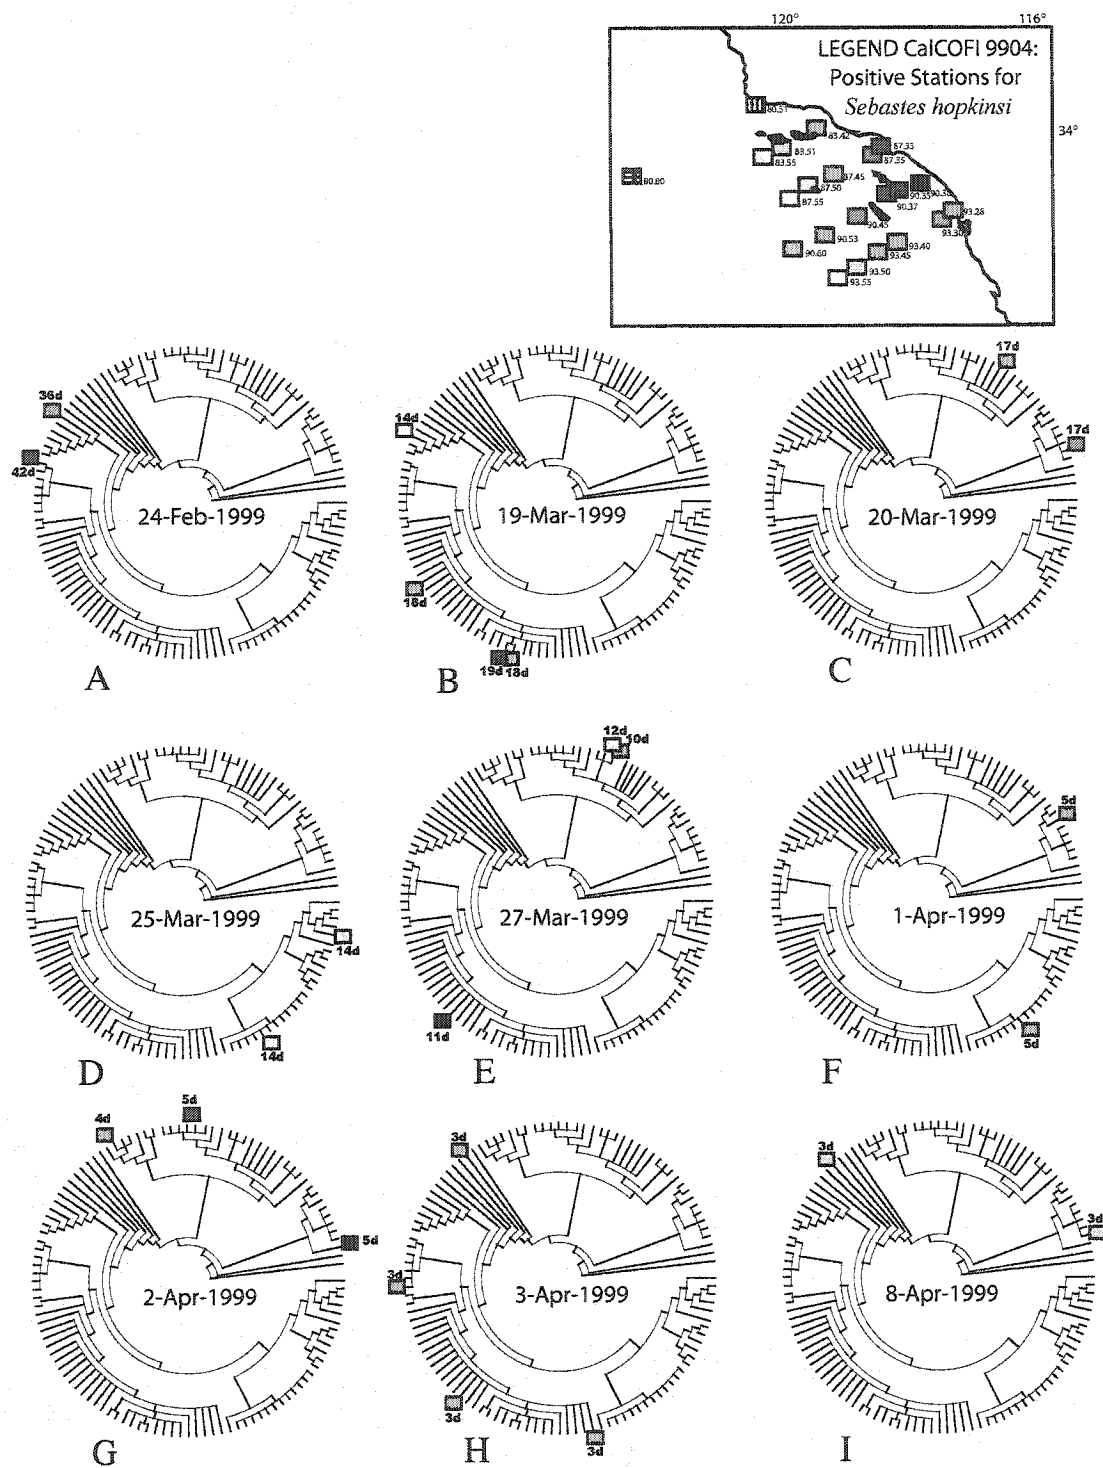 120° 116°
LEGEND CalCOFI 9904:
Positive Stations for
Sebastes hopkinsi
34°
80.51
83.42
83.51
83.55
87.33
87.35
80.80
87.45
87.50
87.55
90.30
90.35
90.37
90.45
93.28
93.30
90.53
93.40
90.60
93.45
93.50
93.55
36d
42d
24-Feb-1999
A
14d
19-Mar-1999
18d
19d 18d
B
17d
17d
20-Mar-1999
C
25-Mar-1999
14d
14d
D
12d 10d
27-Mar-1999
11d
E
5d
1-Apr-1999
5d
F
4d
5d
5d
2-Apr-1999
G
3d
3d
3-Apr-1999
3d
3d
H
3d
3d
8-Apr-1999
I